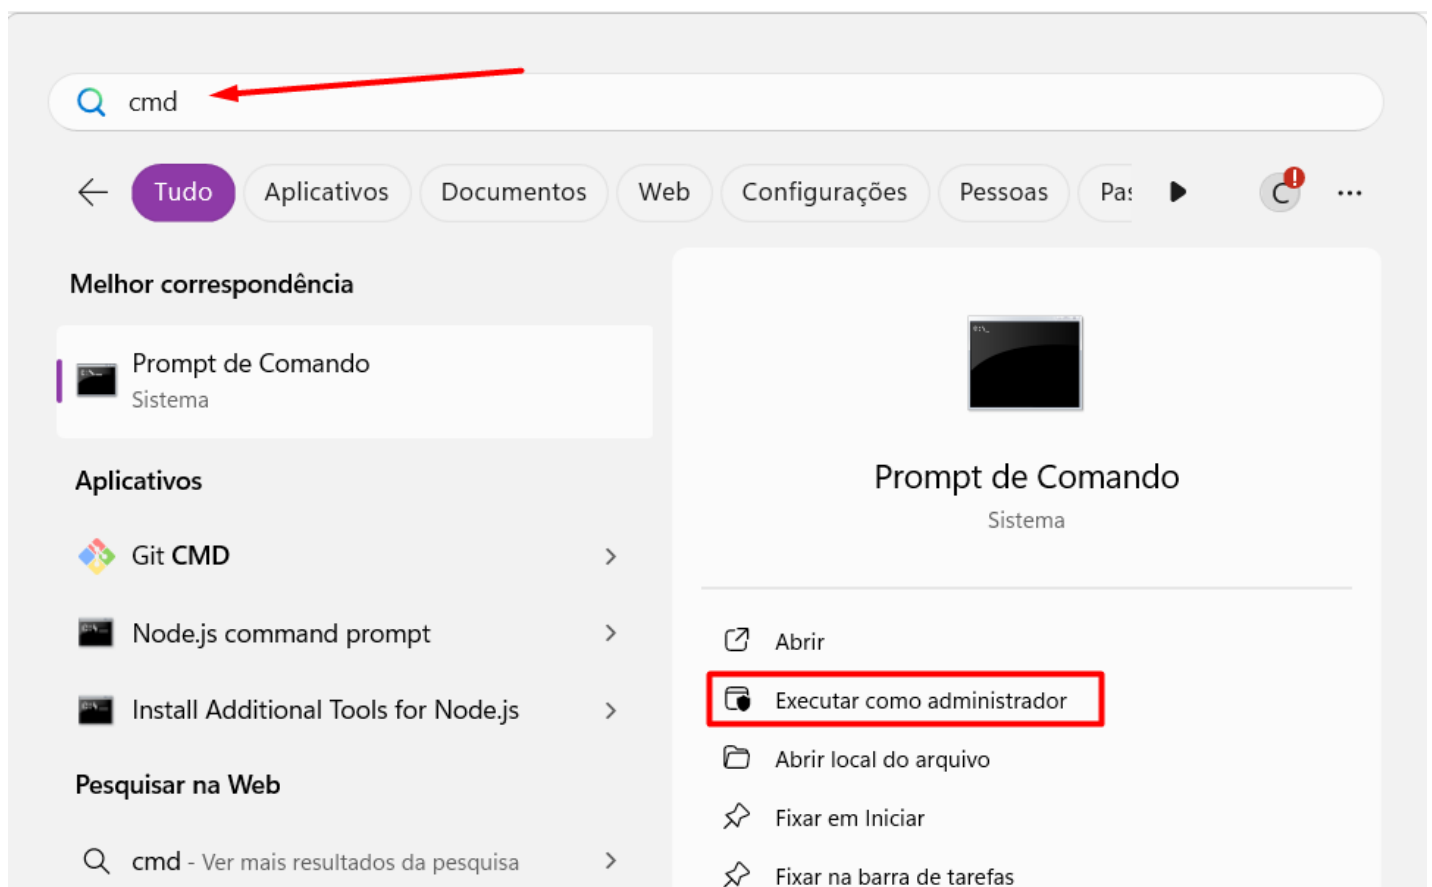 cmd
Tudo
Aplicativos
Documentos
Web
Configurações
Pessoas
Pas
C
Melhor correspondência
Prompt de Comando
Sistema
Aplicativos
Git CMD
Node.js command prompt
Install Additional Tools for Node.js
Pesquisar na Web
cmd - Ver mais resultados da pesquisa
Prompt de Comando
Sistema
Abrir
Executar como administrador
Abrir local do arquivo
Fixar em Iniciar
Fixar na barra de tarefas